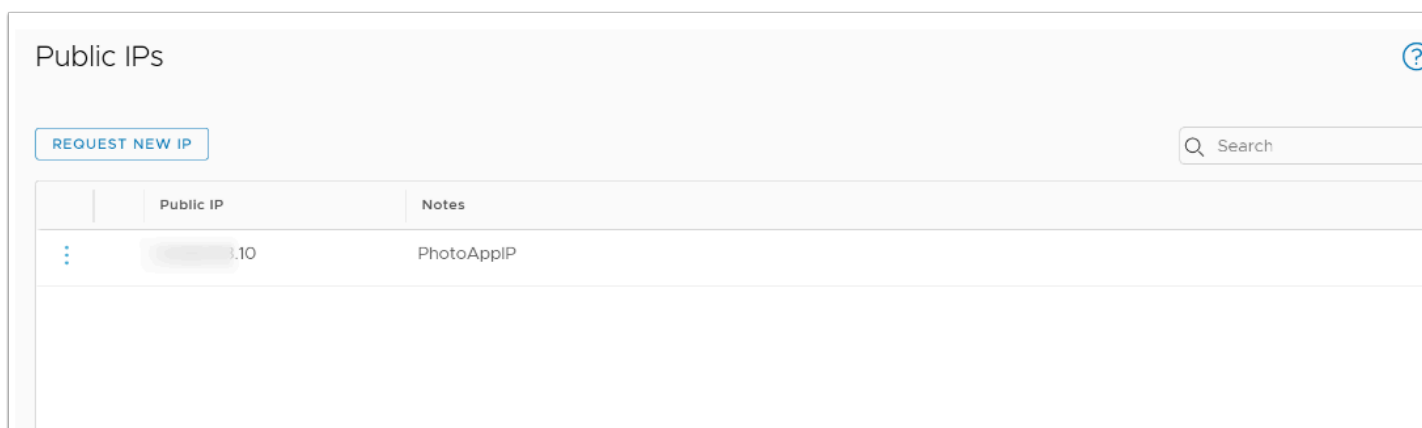 Public IPs
REQUEST NEW IP
Search
Public IP Notes
.10 PhotoAppIP